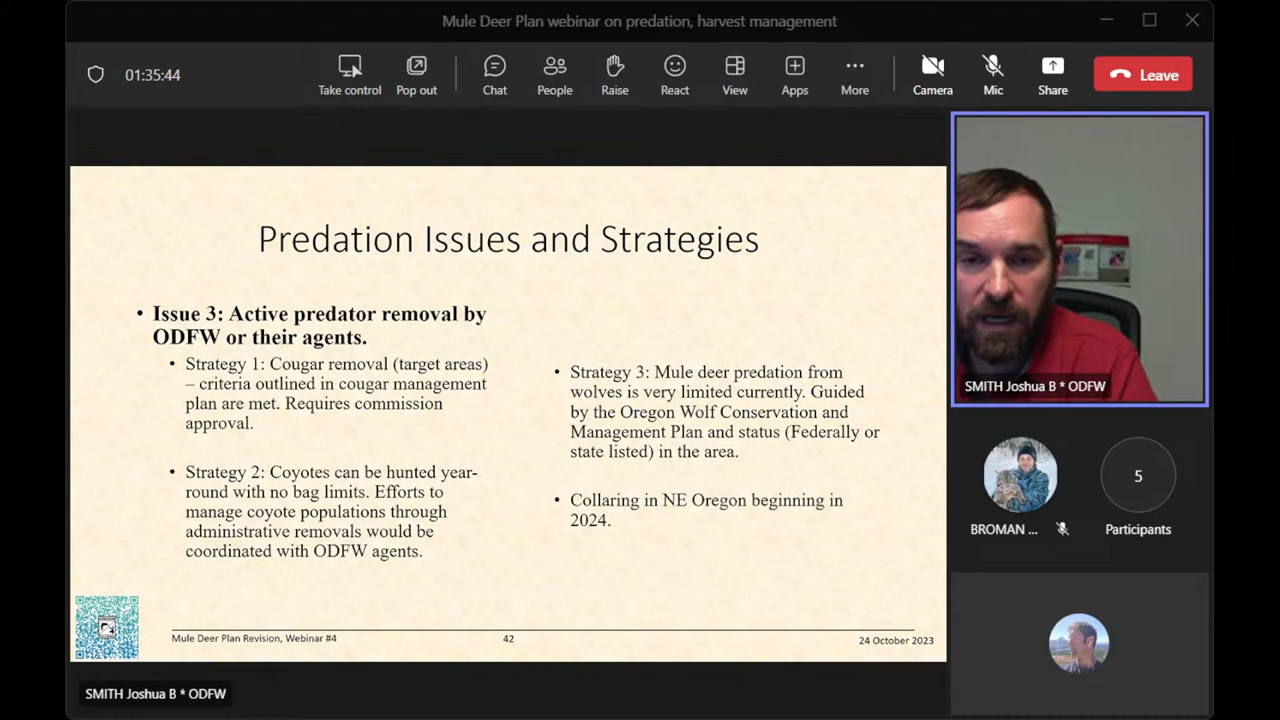 Mule Deer Plan webinar on predation, harvest management
01:35:44
Take control
Pop out
Chat
People
Raise
React
View
Apps
More
Camera
Mic
Share
Leave
Predation Issues and Strategies
• Issue 3: Active predator removal by
ODFW or their agents.
• Strategy 1: Cougar removal (target areas)
– criteria outlined in cougar management
plan are met. Requires commission
approval.
• Strategy 2: Coyotes can be hunted year-
round with no bag limits. Efforts to
manage coyote populations through
administrative removals would be
coordinated with ODFW agents.
• Strategy 3: Mule deer predation from
wolves is very limited currently. Guided
by the Oregon Wolf Conservation and
Management Plan and status (Federally or
state listed) in the area.
• Collaring in NE Oregon beginning in
2024.
Mule Deer Plan Revision, Webinar #4
42
24 October 2023
SMITH Joshua B * ODFW
SMITH Joshua B * ODFW
BROMAN ...
5
Participants